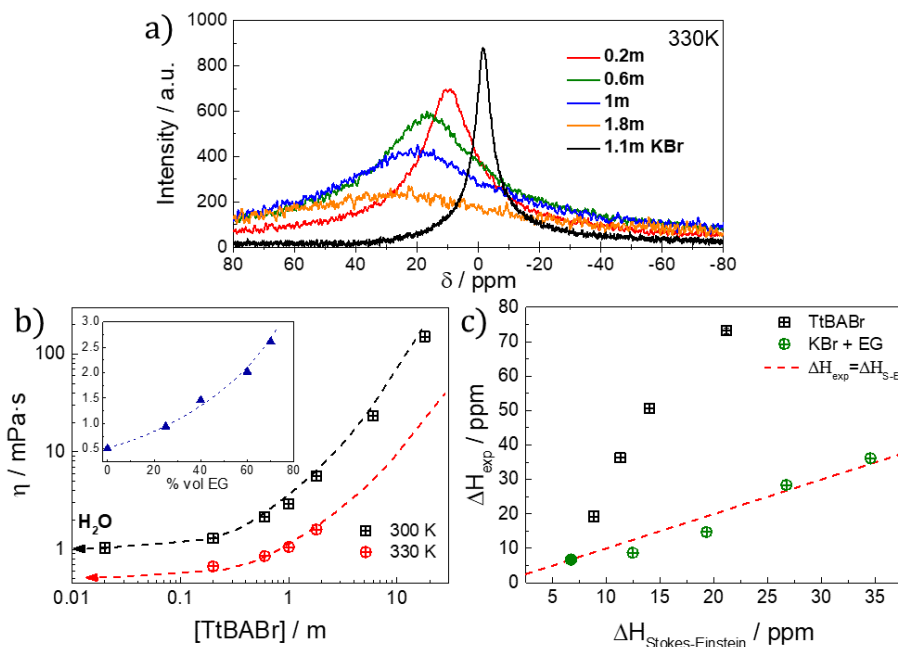 a)
330K
Intensity / a.u.
1000
800
600
400
200
0
0.2m
0.6m
1m
1.8m
1.1m KBr
80 60 40 20 0 -20 -40 -60 -80
δ / ppm
b)
η / mPa·s
100
10
1
3.0
2.5
2.0
1.5
1.0
0.5
0 20 40 60 80
% vol EG
H₂O
300 K
330 K
0.01 0.1 1 10
[TtBABr] / m
c)
ΔH_exp / ppm
80
70
60
50
40
30
20
10
0
TtBABr
KBr + EG
ΔH_exp=ΔH_S-E
5 10 15 20 25 30 35
ΔH_Stokes-Einstein / ppm